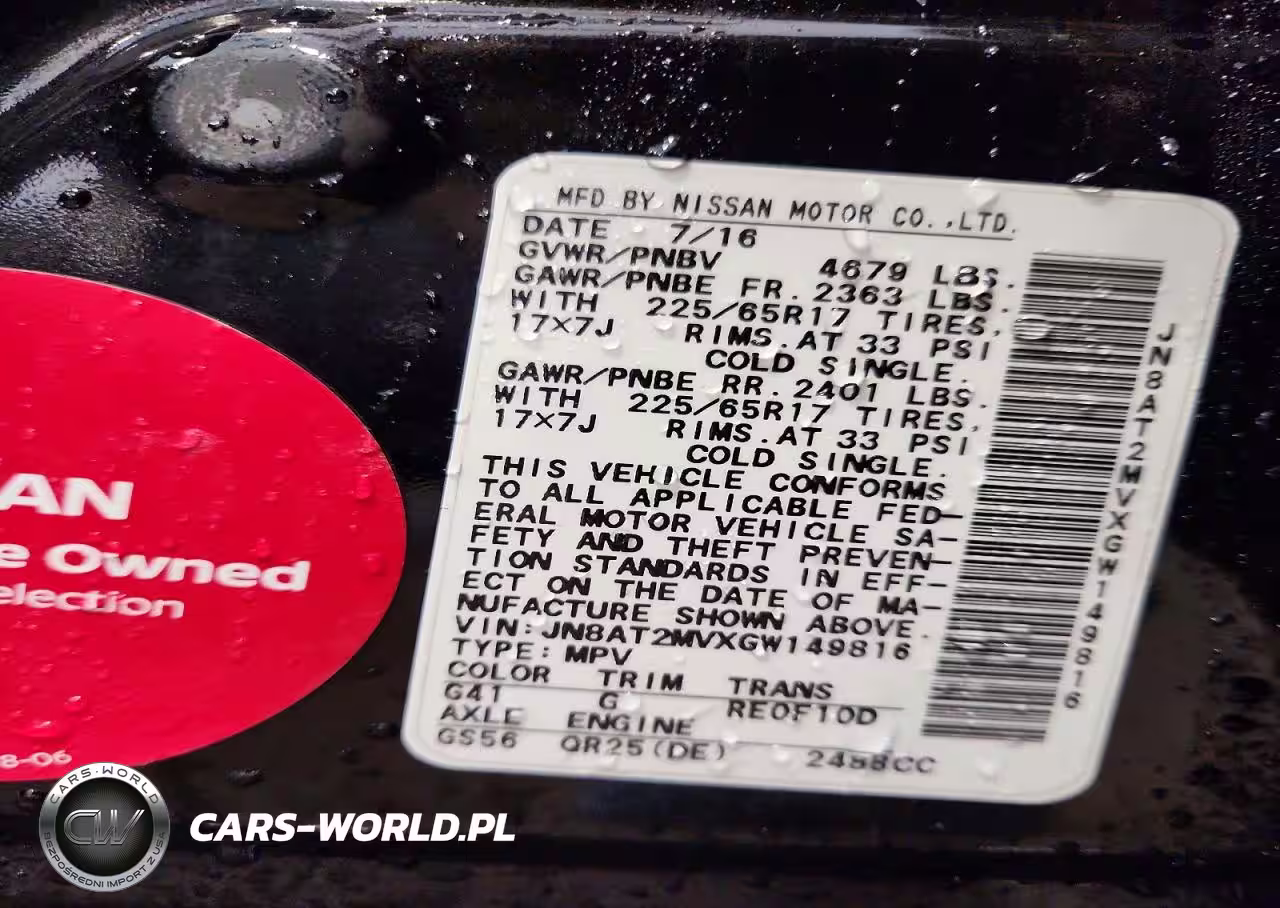 MFD BY NISSAN MOTOR CO.,LTD.
DATE 7/16
GVWR/PNBV 4679 LBS.
GAWR/PNBE FR. 2363 LBS.
WITH 225/65R17 TIRES,
17X7J RIMS.AT 33 PSI
COLD SINGLE.
GAWR/PNBE RR. 2401 LBS.
WITH 225/65R17 TIRES,
17X7J RIMS.AT 33 PSI
COLD SINGLE.
THIS VEHICLE CONFORMS
TO ALL APPLICABLE FED-
ERAL MOTOR VEHICLE SA-
FETY AND THEFT PREVEN-
TION STANDARDS IN EFF-
ECT ON THE DATE OF MA-
NUFACTURE SHOWN ABOVE.
VIN:JN8AT2MVXGW149816
TYPE:MPV
COLOR TRIM TRANS
G41 G RE0F10D
AXLE ENGINE
GS56 QR25(DE) 2488CC
JN8AT2MVXGW149816
AN
e Owned
election
8-06
CARS-WORLD
CW
BEZPOŚREDNI IMPORT Z USA
CARS-WORLD.PL